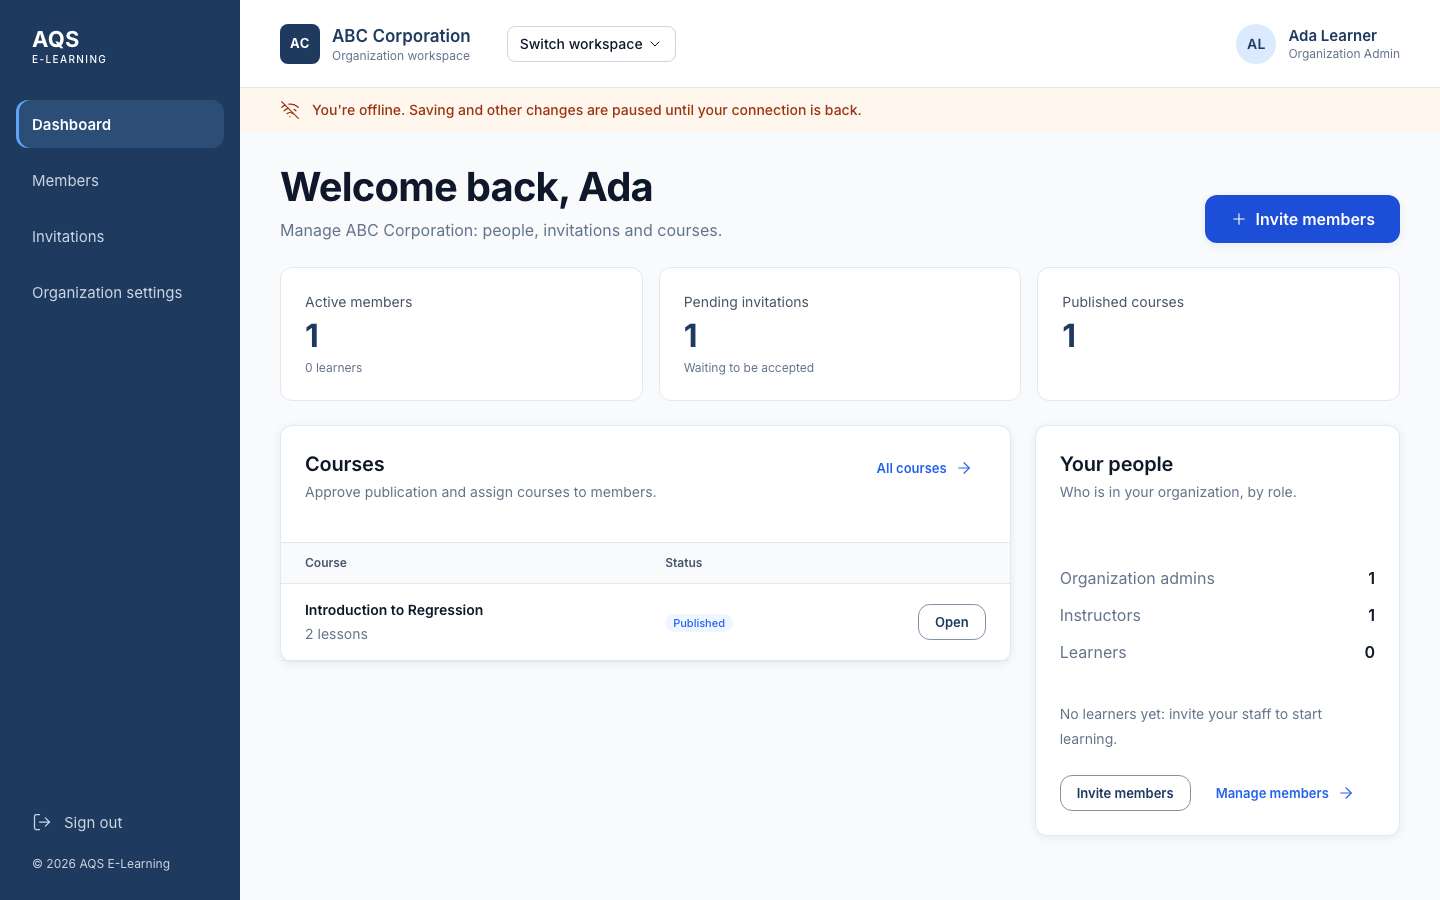 AQS
E-LEARNING
Dashboard
Members
Invitations
Organization settings
Sign out
© 2026 AQS E-Learning
AC
ABC Corporation
Organization workspace
Switch workspace
AL
Ada Learner
Organization Admin
You're offline. Saving and other changes are paused until your connection is back.
Welcome back, Ada
Manage ABC Corporation: people, invitations and courses.
Invite members
Active members
1
0 learners
Pending invitations
1
Waiting to be accepted
Published courses
1
Courses
Approve publication and assign courses to members.
All courses
Course Status
Introduction to Regression
2 lessons
Published
Open
Your people
Who is in your organization, by role.
Organization admins 1
Instructors 1
Learners 0
No learners yet: invite your staff to start
learning.
Invite members
Manage members